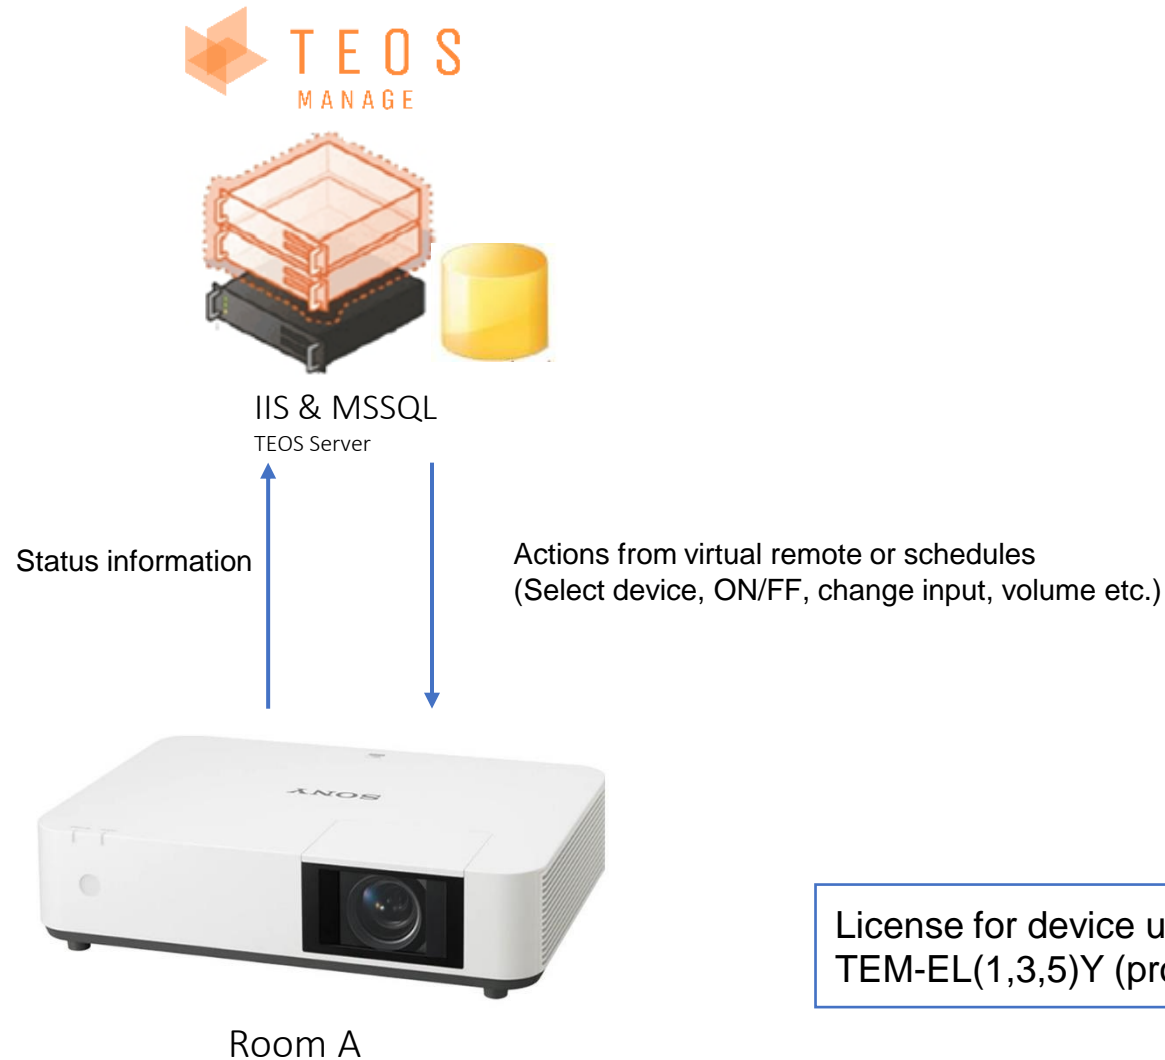 TEOS
MANAGE
IIS & MSSQL
TEOS Server
Status information
Actions from virtual remote or schedules
(Select device, ON/FF, change input, volume etc.)
SONY
License for device
TEM-EL(1,3,5)Y
Room A